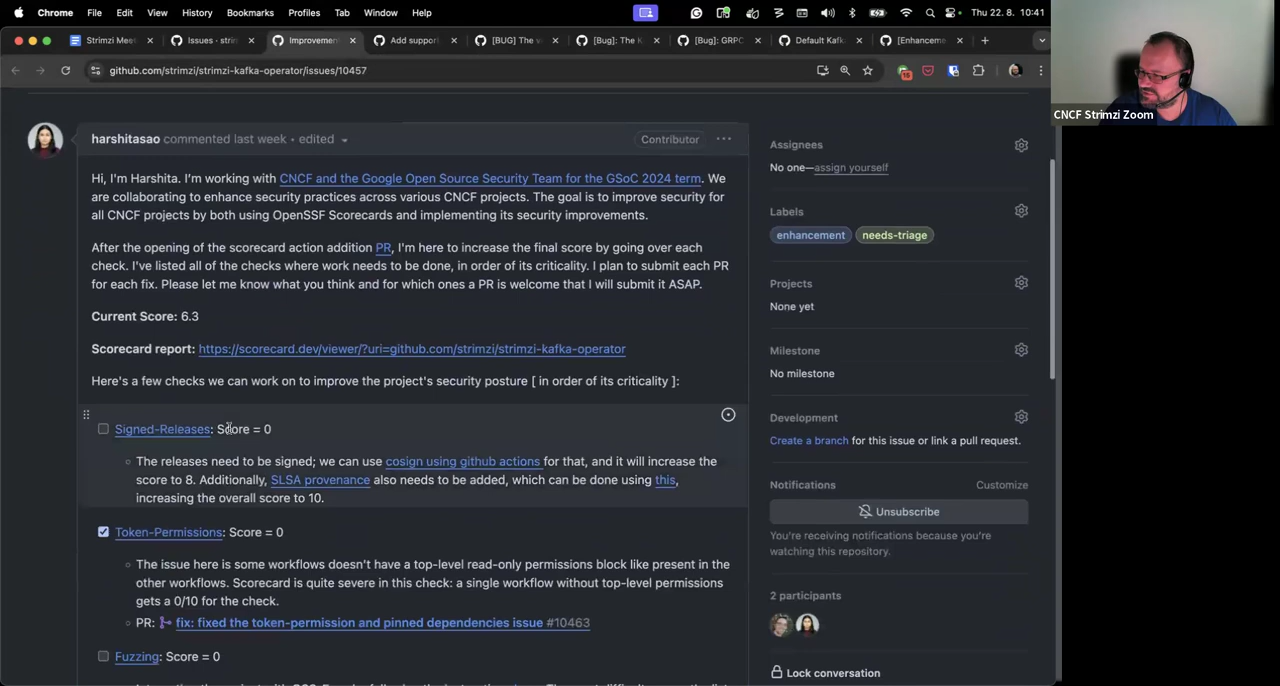 Chrome File Edit View History Bookmarks Profiles Tab Window Help Thu 22. 8. 10:41
Strimzi Mee Issues · strim Improvemen Add suppor [BUG] The v [Bug]: The K [Bug]: GRPC Default Kafk [Enhanceme
github.com/strimzi/strimzi-kafka-operator/issues/10457
15
CNCF Strimzi Zoom
harshitasao commented last week • edited Contributor
Hi, I'm Harshita. I'm working with CNCF and the Google Open Source Security Team for the GSoC 2024 term. We
are collaborating to enhance security practices across various CNCF projects. The goal is to improve security for
all CNCF projects by both using OpenSSF Scorecards and implementing its security improvements.
After the opening of the scorecard action addition PR, I'm here to increase the final score by going over each
check. I've listed all of the checks where work needs to be done, in order of its criticality. I plan to submit each PR
for each fix. Please let me know what you think and for which ones a PR is welcome that I will submit it ASAP.
Current Score: 6.3
Scorecard report: https://scorecard.dev/viewer/?uri=github.com/strimzi/strimzi-kafka-operator
Here's a few checks we can work on to improve the project's security posture [ in order of its criticality ]:
Signed-Releases: Score = 0
The releases need to be signed; we can use cosign using github actions for that, and it will increase the
score to 8. Additionally, SLSA provenance also needs to be added, which can be done using this,
increasing the overall score to 10.
Token-Permissions: Score = 0
The issue here is some workflows doesn't have a top-level read-only permissions block like present in the
other workflows. Scorecard is quite severe in this check: a single workflow without top-level permissions
gets a 0/10 for the check.
PR: fix: fixed the token-permission and pinned dependencies issue #10463
Fuzzing: Score = 0
Assignees
No one—assign yourself
Labels
enhancement needs-triage
Projects
None yet
Milestone
No milestone
Development
Create a branch for this issue or link a pull request.
Notifications Customize
Unsubscribe
You're receiving notifications because you're
watching this repository.
2 participants
Lock conversation